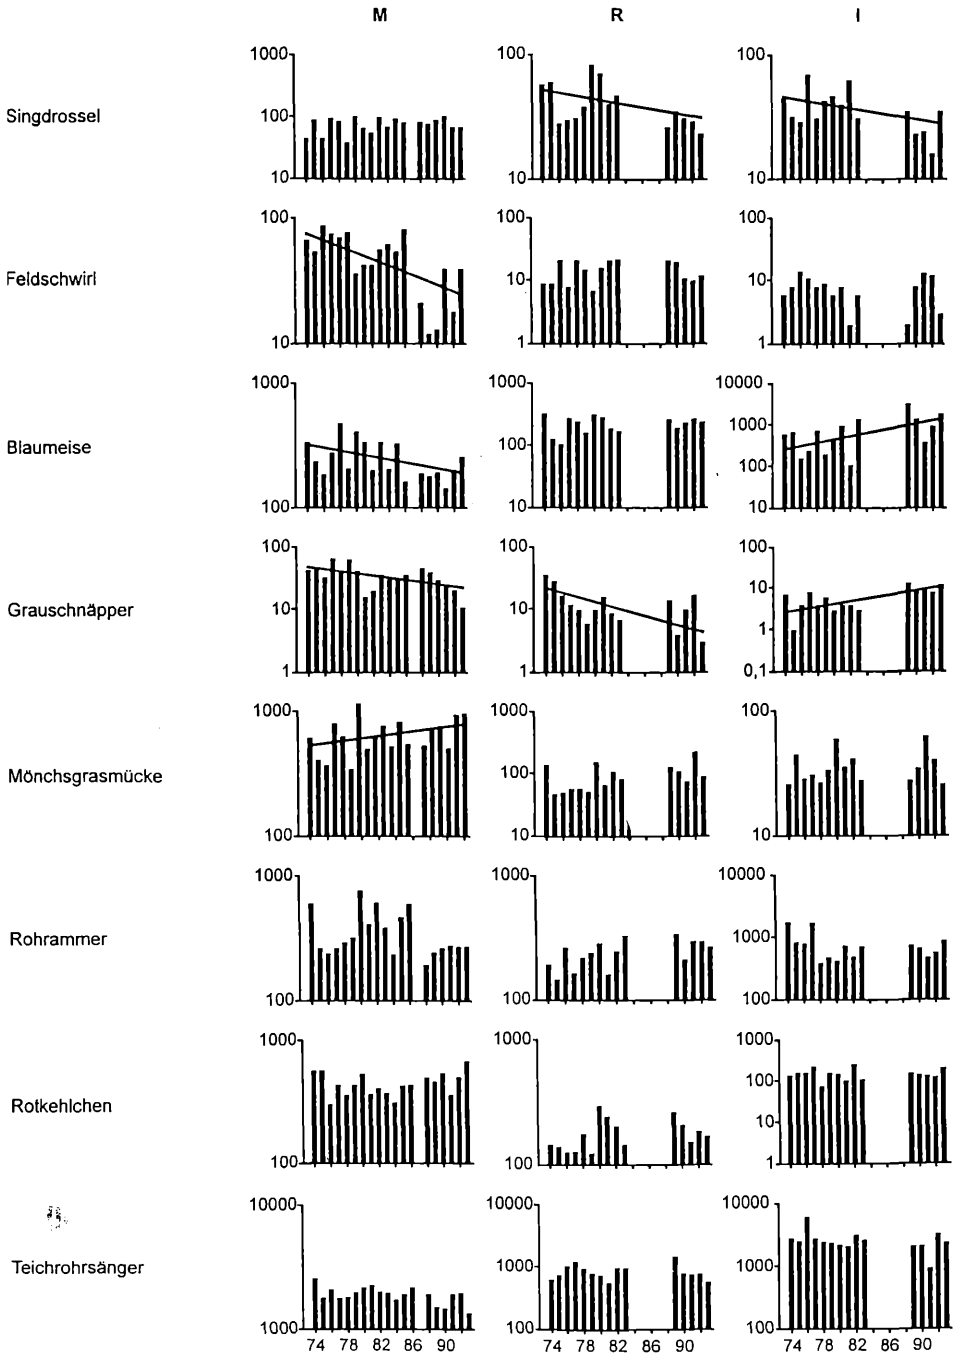 M R I
1000 100 100
Singdrossel 100
10 10 10
100 100 100
Feldschwirl 10 10
10 1 1
1000 1000 10000
1000
Blaumeise 100 100
100 10 10
100 100 100
10
Grauschnäpper 10 10 1
1 1 0,1
1000 1000 100
Mönchsgrasmücke 100
100 10 10
1000 1000 10000
Rohrammer 1000
100 100 100
1000 1000 1000
100
Rotkehlchen 10
100 100 1
10000 10000 10000
Teichrohrsänger 1000 1000
1000 100 100
74 78 82 86 90 74 78 82 86 90 74 78 82 86 90